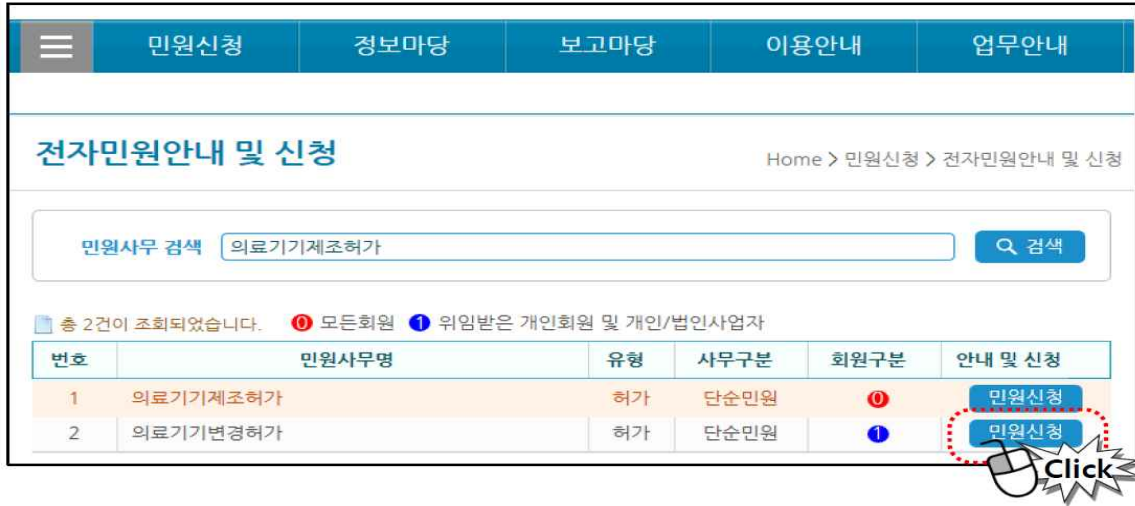 민원신청 정보마당 보고마당 이용안내 업무안내
전자민원안내 및 신청
Home > 민원신청 > 전자민원안내 및 신청
민원사무 검색 의료기기제조허가 검색
총 2건이 조회되었습니다. 0 모든회원 1 위임받은 개인회원 및 개인/법인사업자
번호 민원사무명 유형 사무구분 회원구분 안내 및 신청
1 의료기기제조허가 허가 단순민원 0 민원신청
2 의료기기변경허가 허가 단순민원 1 민원신청
Click